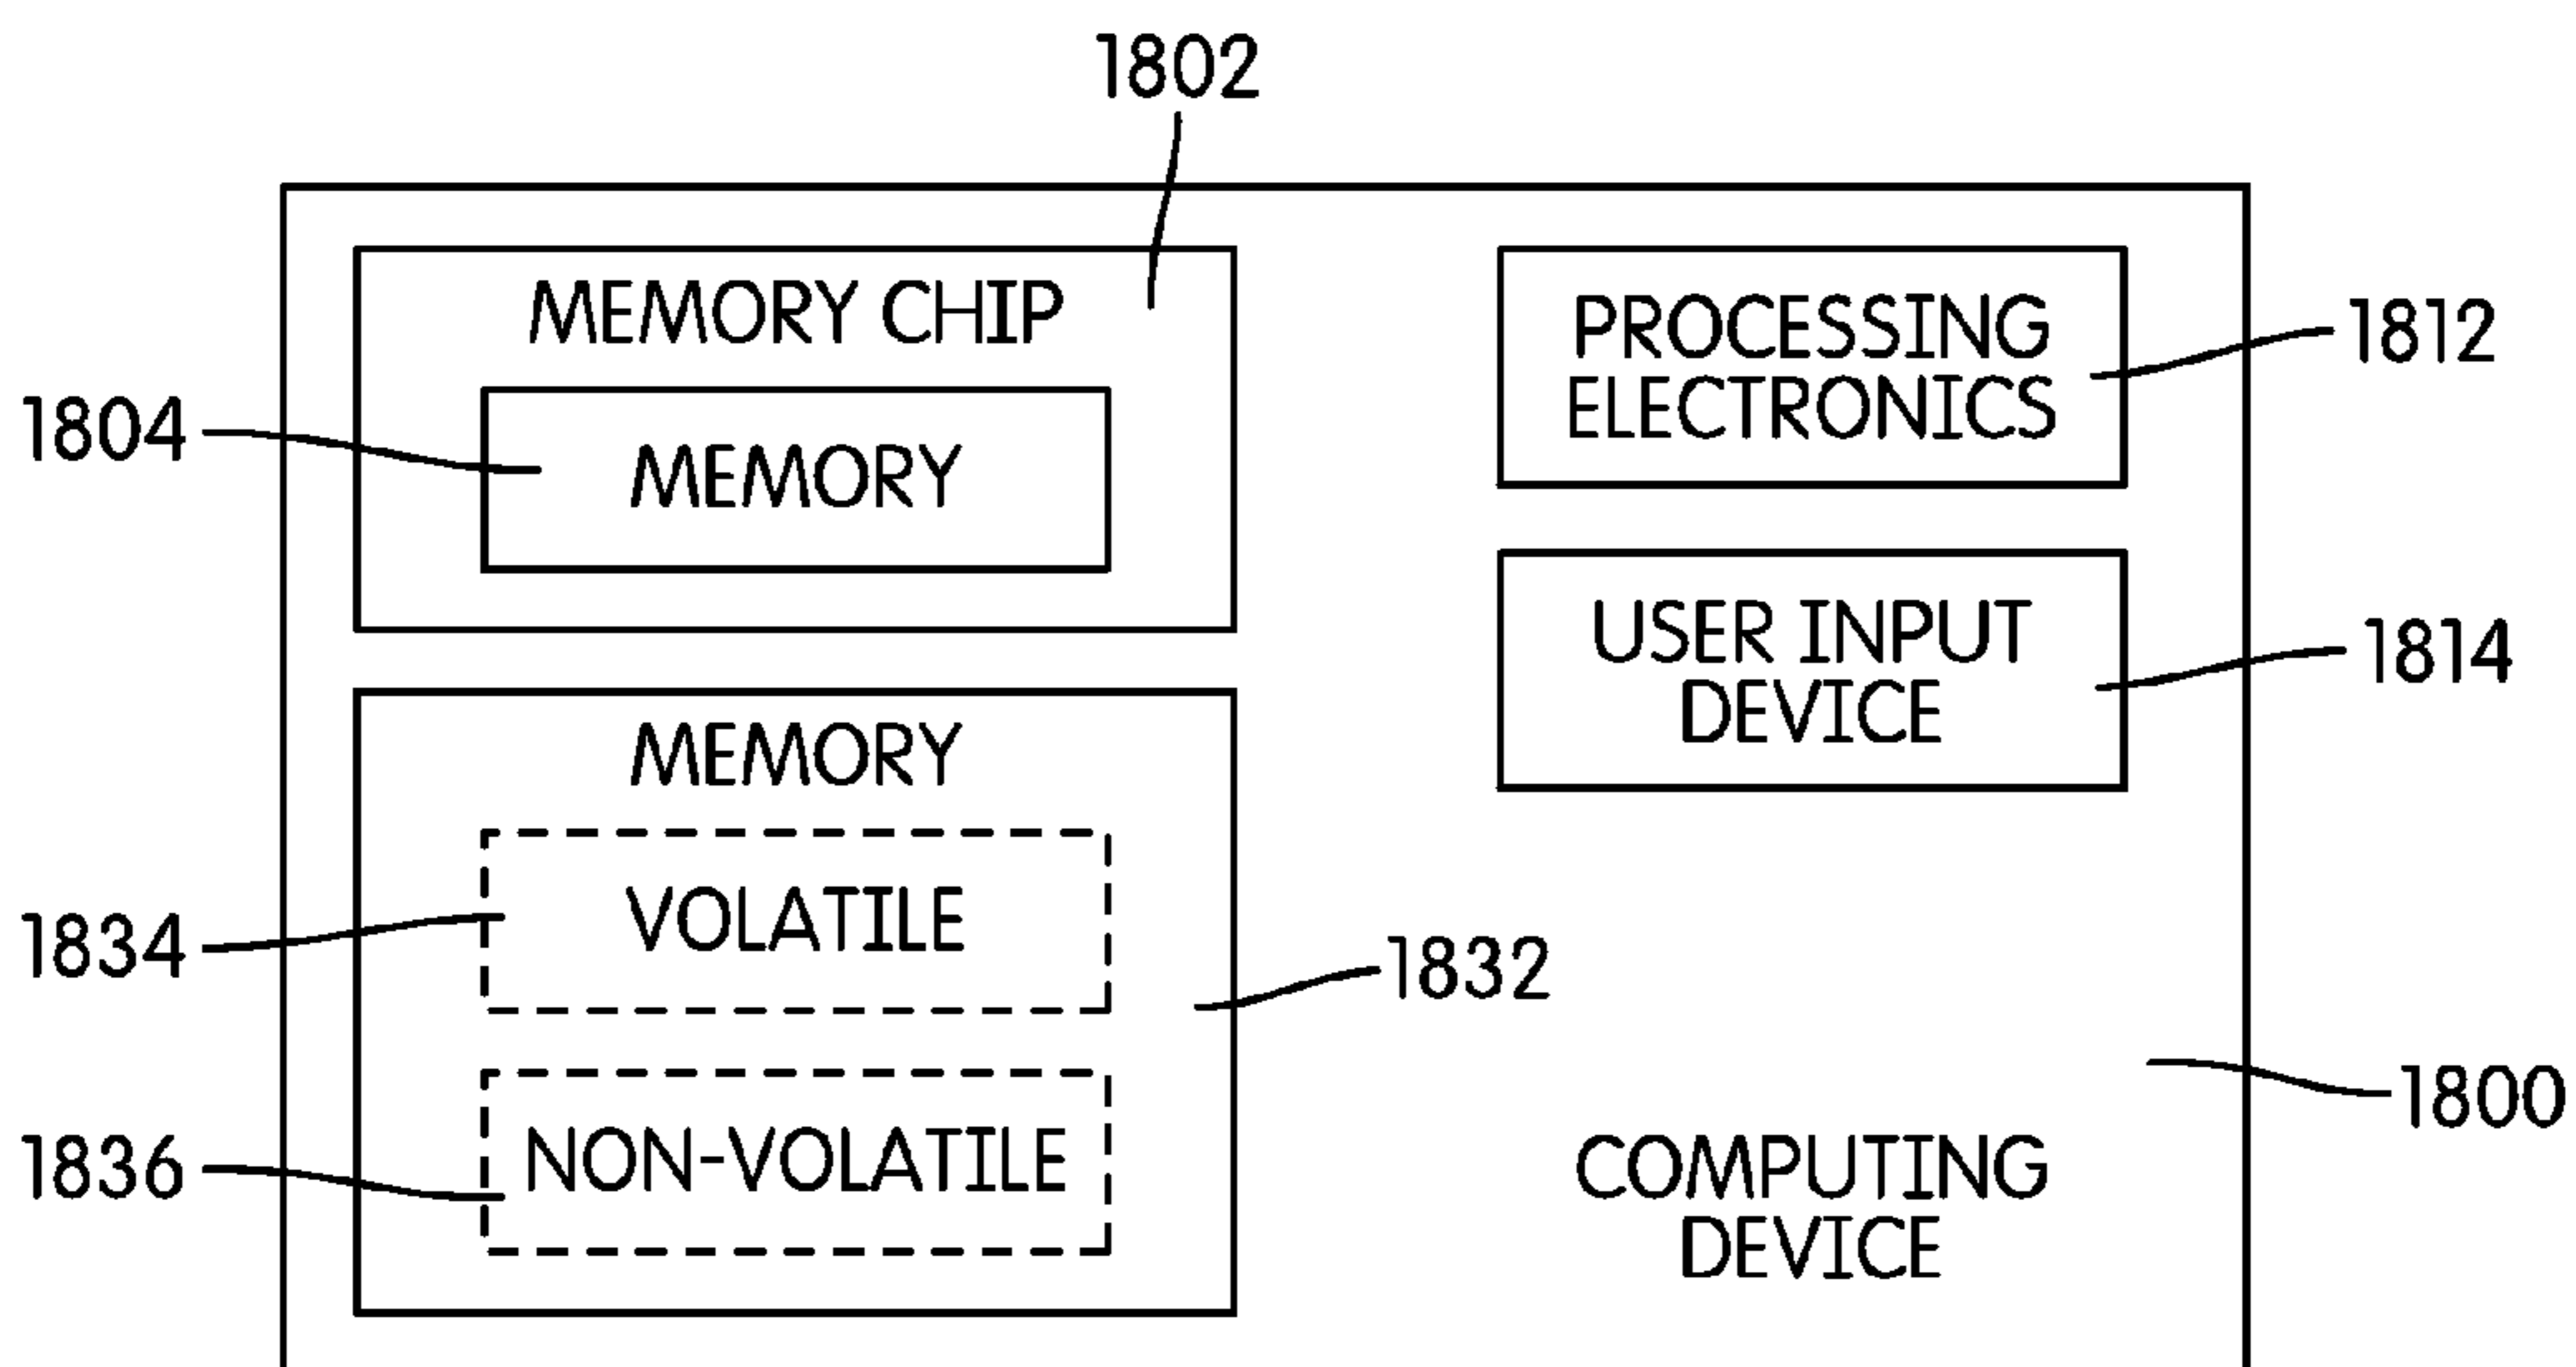 1802
MEMORY CHIP
1804
MEMORY
PROCESSING
ELECTRONICS
1812
USER INPUT
DEVICE
1814
MEMORY
1834
VOLATILE
1832
1836
NON-VOLATILE
1800
COMPUTING
DEVICE